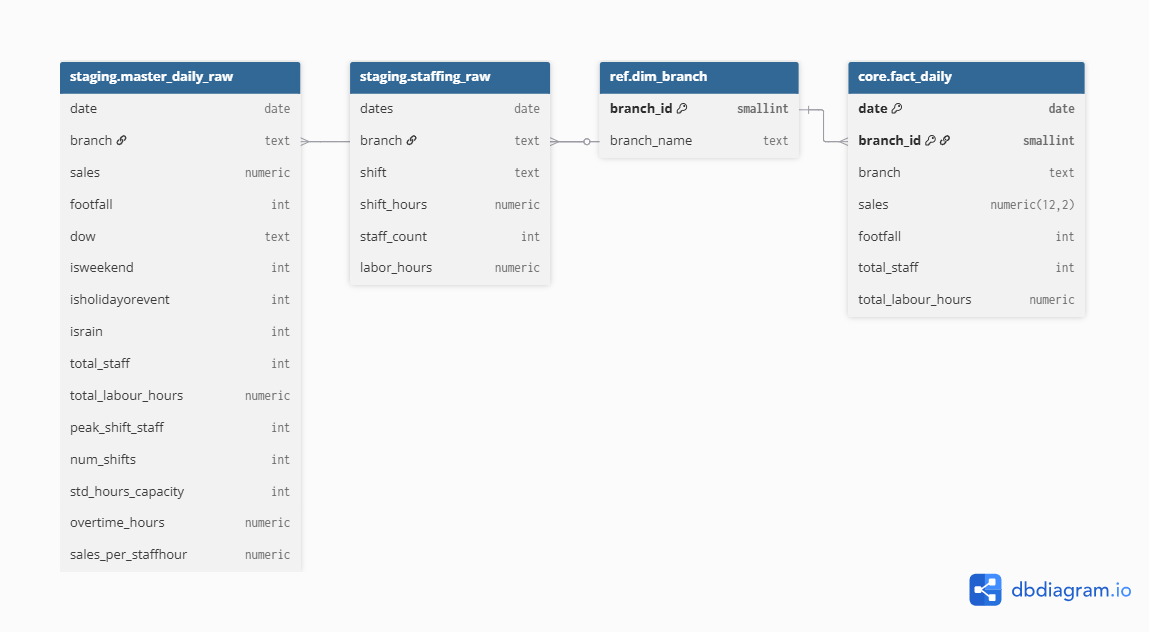 staging.master_daily_raw
date date
branch text
sales numeric
footfall int
dow text
isweekend int
isholidayorevent int
israin int
total_staff int
total_labour_hours numeric
peak_shift_staff int
num_shifts int
std_hours_capacity int
overtime_hours numeric
sales_per_staffhour numeric
staging.staffing_raw
dates date
branch text
shift text
shift_hours numeric
staff_count int
labor_hours numeric
ref.dim_branch
branch_id smallint
branch_name text
core.fact_daily
date date
branch_id smallint
branch text
sales numeric(12,2)
footfall int
total_staff int
total_labour_hours numeric
dbdiagram.io